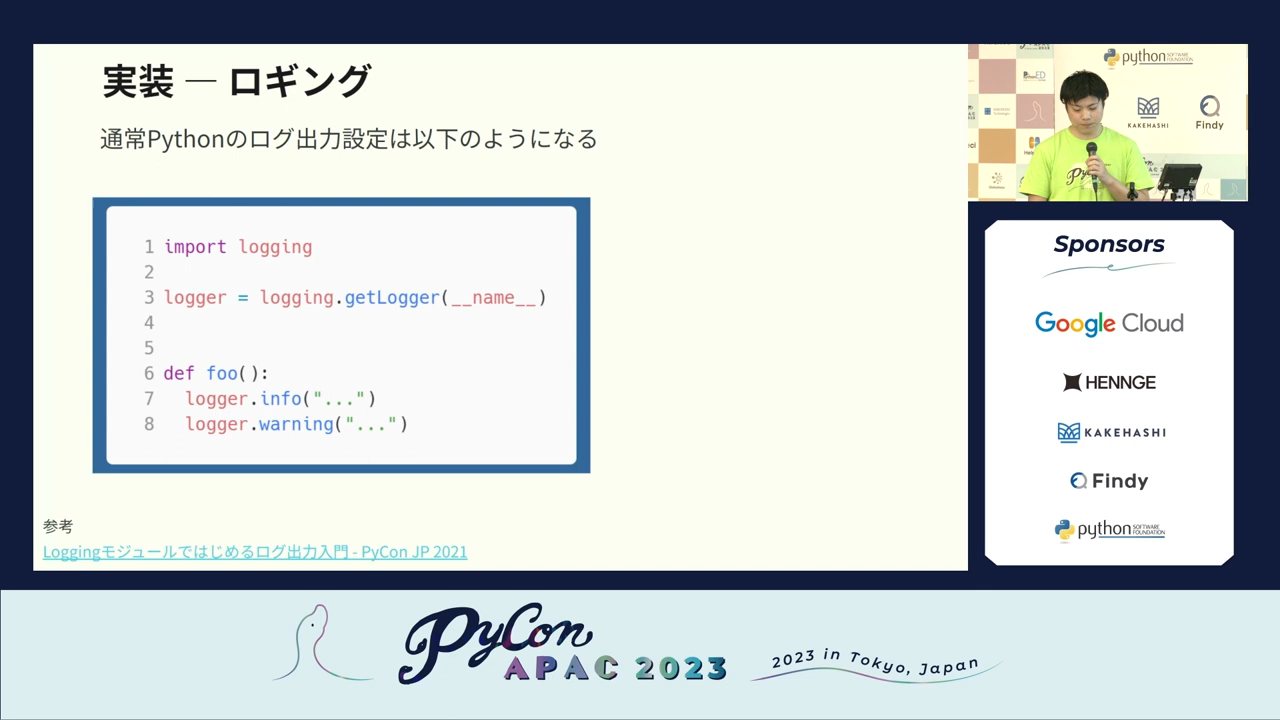 実装 ― ロギング
通常Pythonのログ出力設定は以下のようになる
1 import logging
2
3 logger = logging.getLogger(__name__)
4
5
6 def foo():
7   logger.info("...")
8   logger.warning("...")
参考
Loggingモジュールではじめるログ出力入門 - PyCon JP 2021
python SOFTWARE FOUNDATION
KAKEHASHI
Findy
Sponsors
Google Cloud
HENNGE
KAKEHASHI
Findy
python SOFTWARE FOUNDATION
PyCon
APAC 2023
2023 in Tokyo, Japan